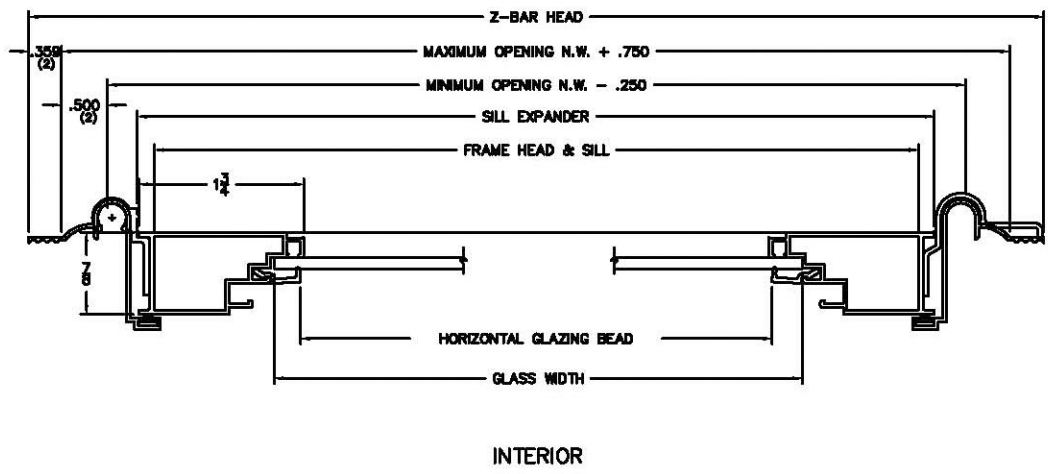 Z-BAR HEAD
.359
(2)
MAXIMUM OPENING N.W. + .750
MINIMUM OPENING N.W. - .250
.500
(2)
SILL EXPANDER
FRAME HEAD & SILL
1 3/4
7/8
HORIZONTAL GLAZING BEAD
GLASS WIDTH
INTERIOR